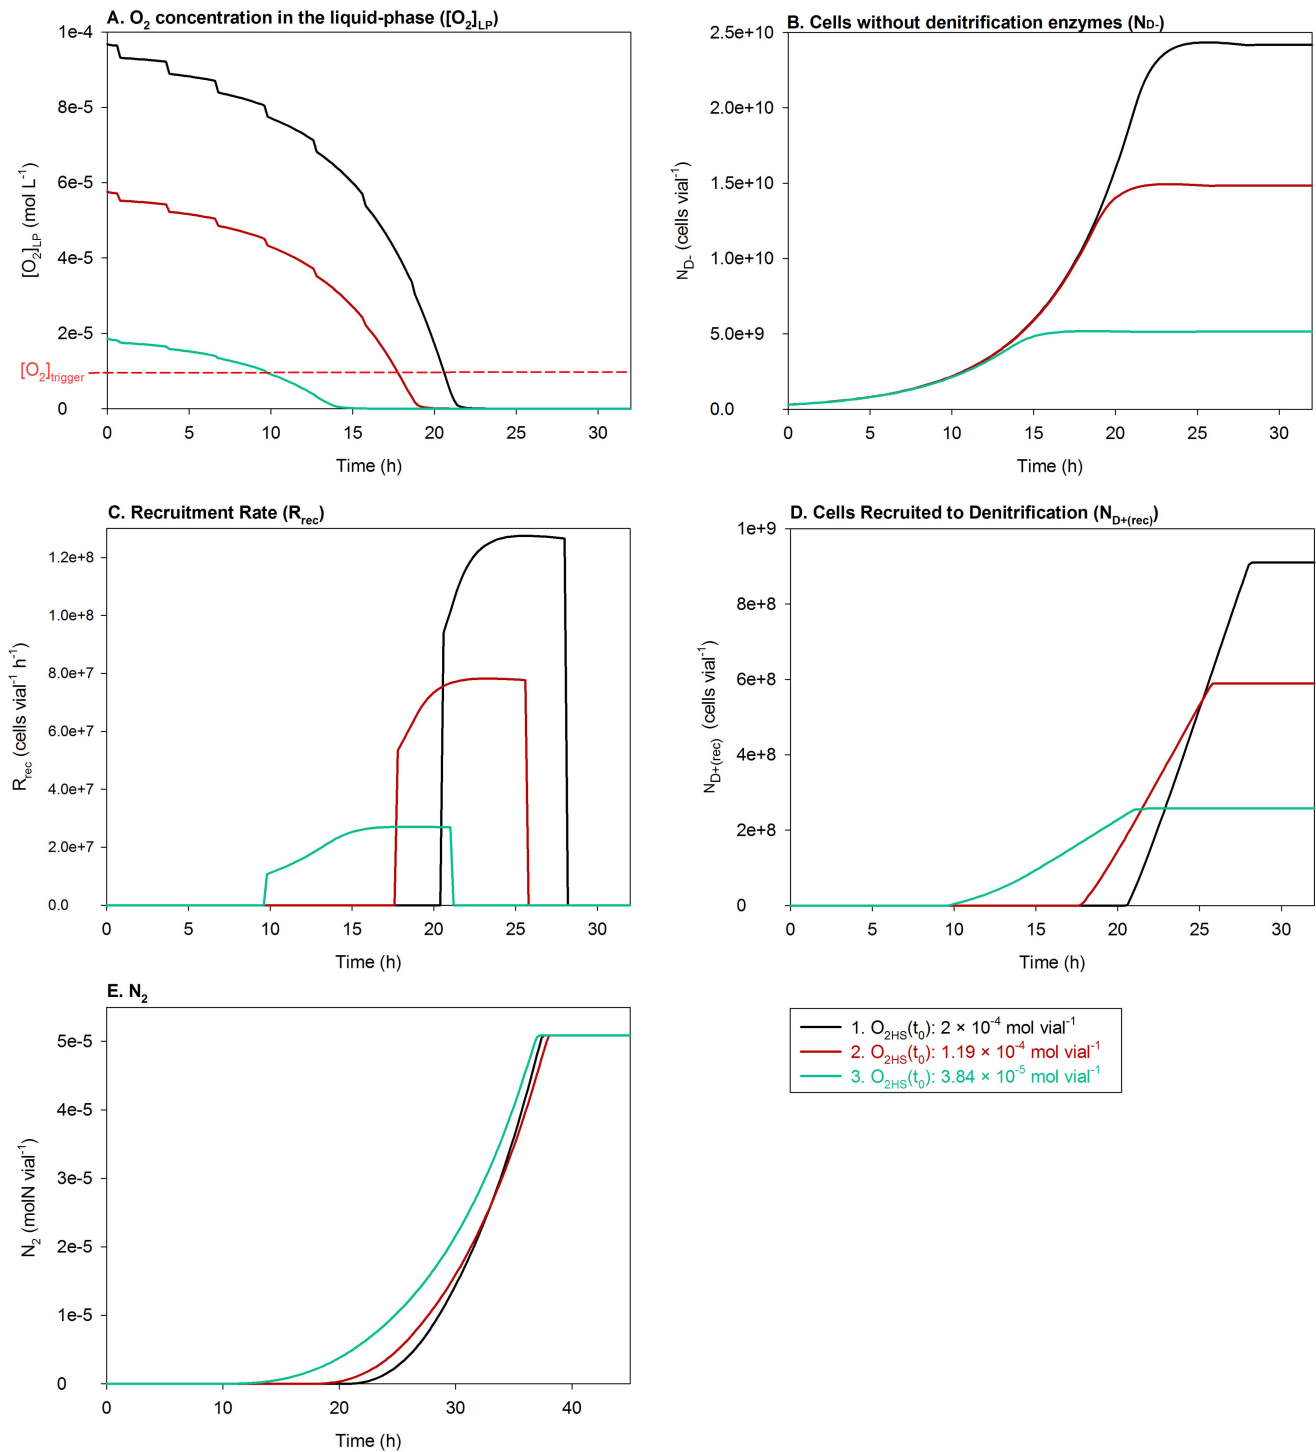 A. O₂ concentration in the liquid-phase ([O₂]LP)
1e-4
8e-5
6e-5
4e-5
2e-5
0
[O₂]trigger
[O₂]LP (mol L⁻¹)
0 5 10 15 20 25 30
Time (h)
B. Cells without denitrification enzymes (ND-)
2.5e+10
2.0e+10
1.5e+10
1.0e+10
5.0e+9
0.0
ND- (cells vial⁻¹)
0 5 10 15 20 25 30
Time (h)
C. Recruitment Rate (Rrec)
1.2e+8
1.0e+8
8.0e+7
6.0e+7
4.0e+7
2.0e+7
0.0
Rrec (cells vial⁻¹ h⁻¹)
0 5 10 15 20 25 30
Time (h)
D. Cells Recruited to Denitrification (ND+(rec))
1e+9
8e+8
6e+8
4e+8
2e+8
0
ND+(rec) (cells vial⁻¹)
0 5 10 15 20 25 30
Time (h)
E. N₂
5e-5
4e-5
3e-5
2e-5
1e-5
0
N₂ (molN vial⁻¹)
0 10 20 30 40
Time (h)
1. O₂HS(t₀): 2 × 10⁻⁴ mol vial⁻¹
2. O₂HS(t₀): 1.19 × 10⁻⁴ mol vial⁻¹
3. O₂HS(t₀): 3.84 × 10⁻⁵ mol vial⁻¹